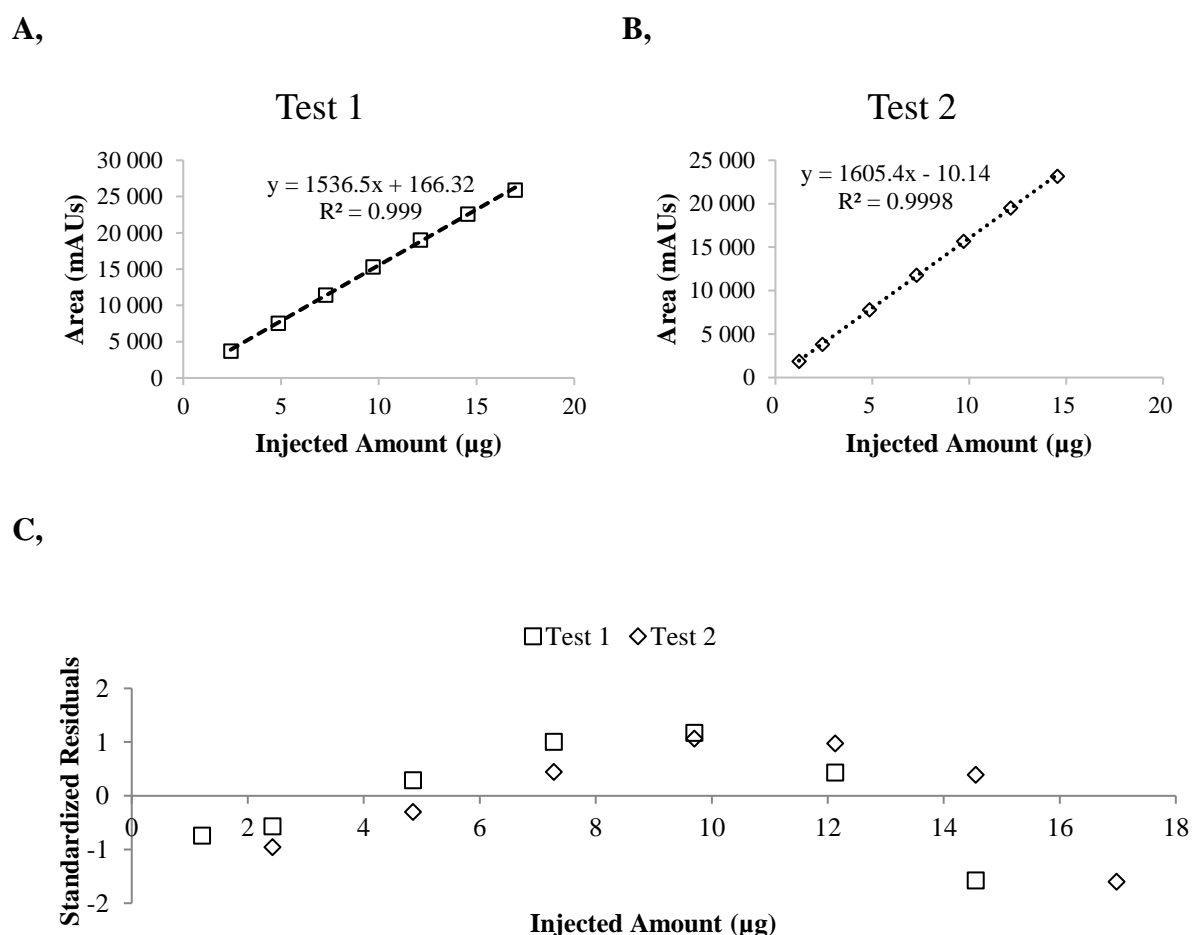 A,
B,
Test 1
30 000
25 000
20 000
15 000
10 000
5 000
0
y = 1536.5x + 166.32
R² = 0.999
0 5 10 15 20
Area (mAUs)
Injected Amount (µg)
Test 2
25 000
20 000
15 000
10 000
5 000
0
y = 1605.4x - 10.14
R² = 0.9998
0 5 10 15 20
Area (mAUs)
Injected Amount (µg)
C,
Test 1 Test 2
Standardized Residuals
2
1
0
-1
-2
0 2 4 6 8 10 12 14 16 18
Injected Amount (µg)